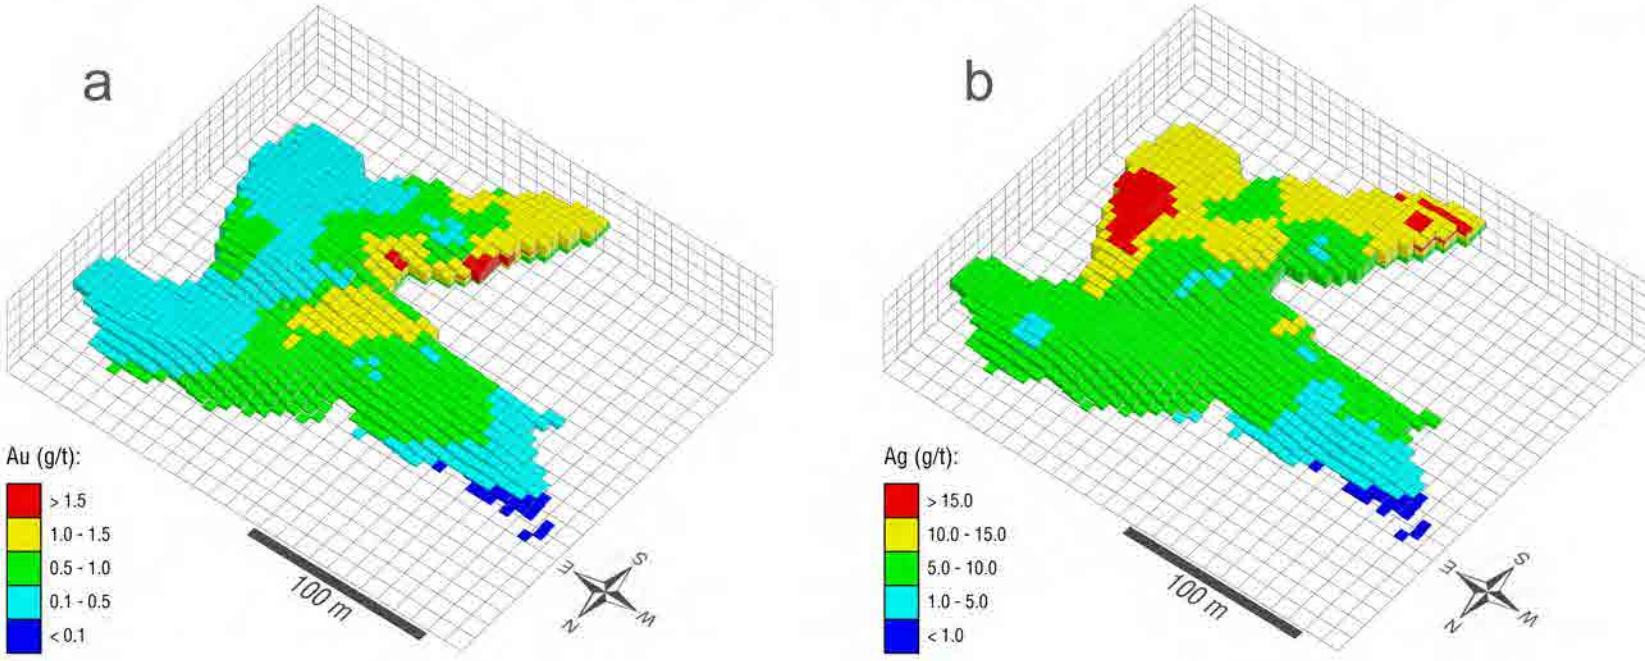 a
b
Au (g/t):
> 1.5
1.0 - 1.5
0.5 - 1.0
0.1 - 0.5
< 0.1
100 m
S
E
W
N
Ag (g/t):
> 15.0
10.0 - 15.0
5.0 - 10.0
1.0 - 5.0
< 1.0
100 m
S
E
W
N